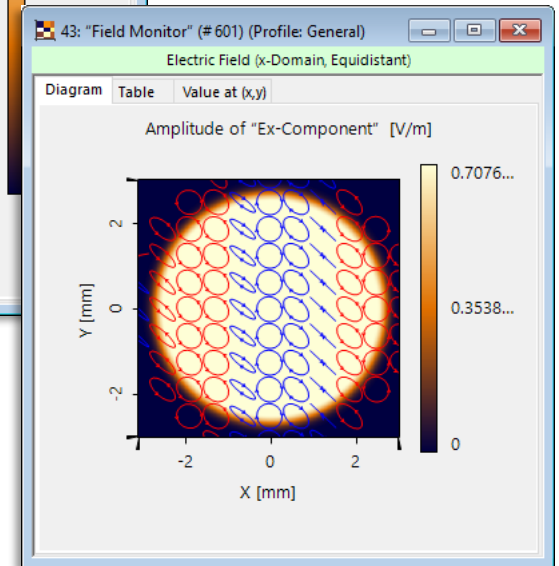 43: "Field Monitor" (#601) (Profile: General)
Electric Field (x-Domain, Equidistant)
Diagram Table Value at (x,y)
Amplitude of "Ex-Component" [V/m]
0.7076...
2
0
0.3538...
Y [mm]
-2
0
-2 0 2
X [mm]